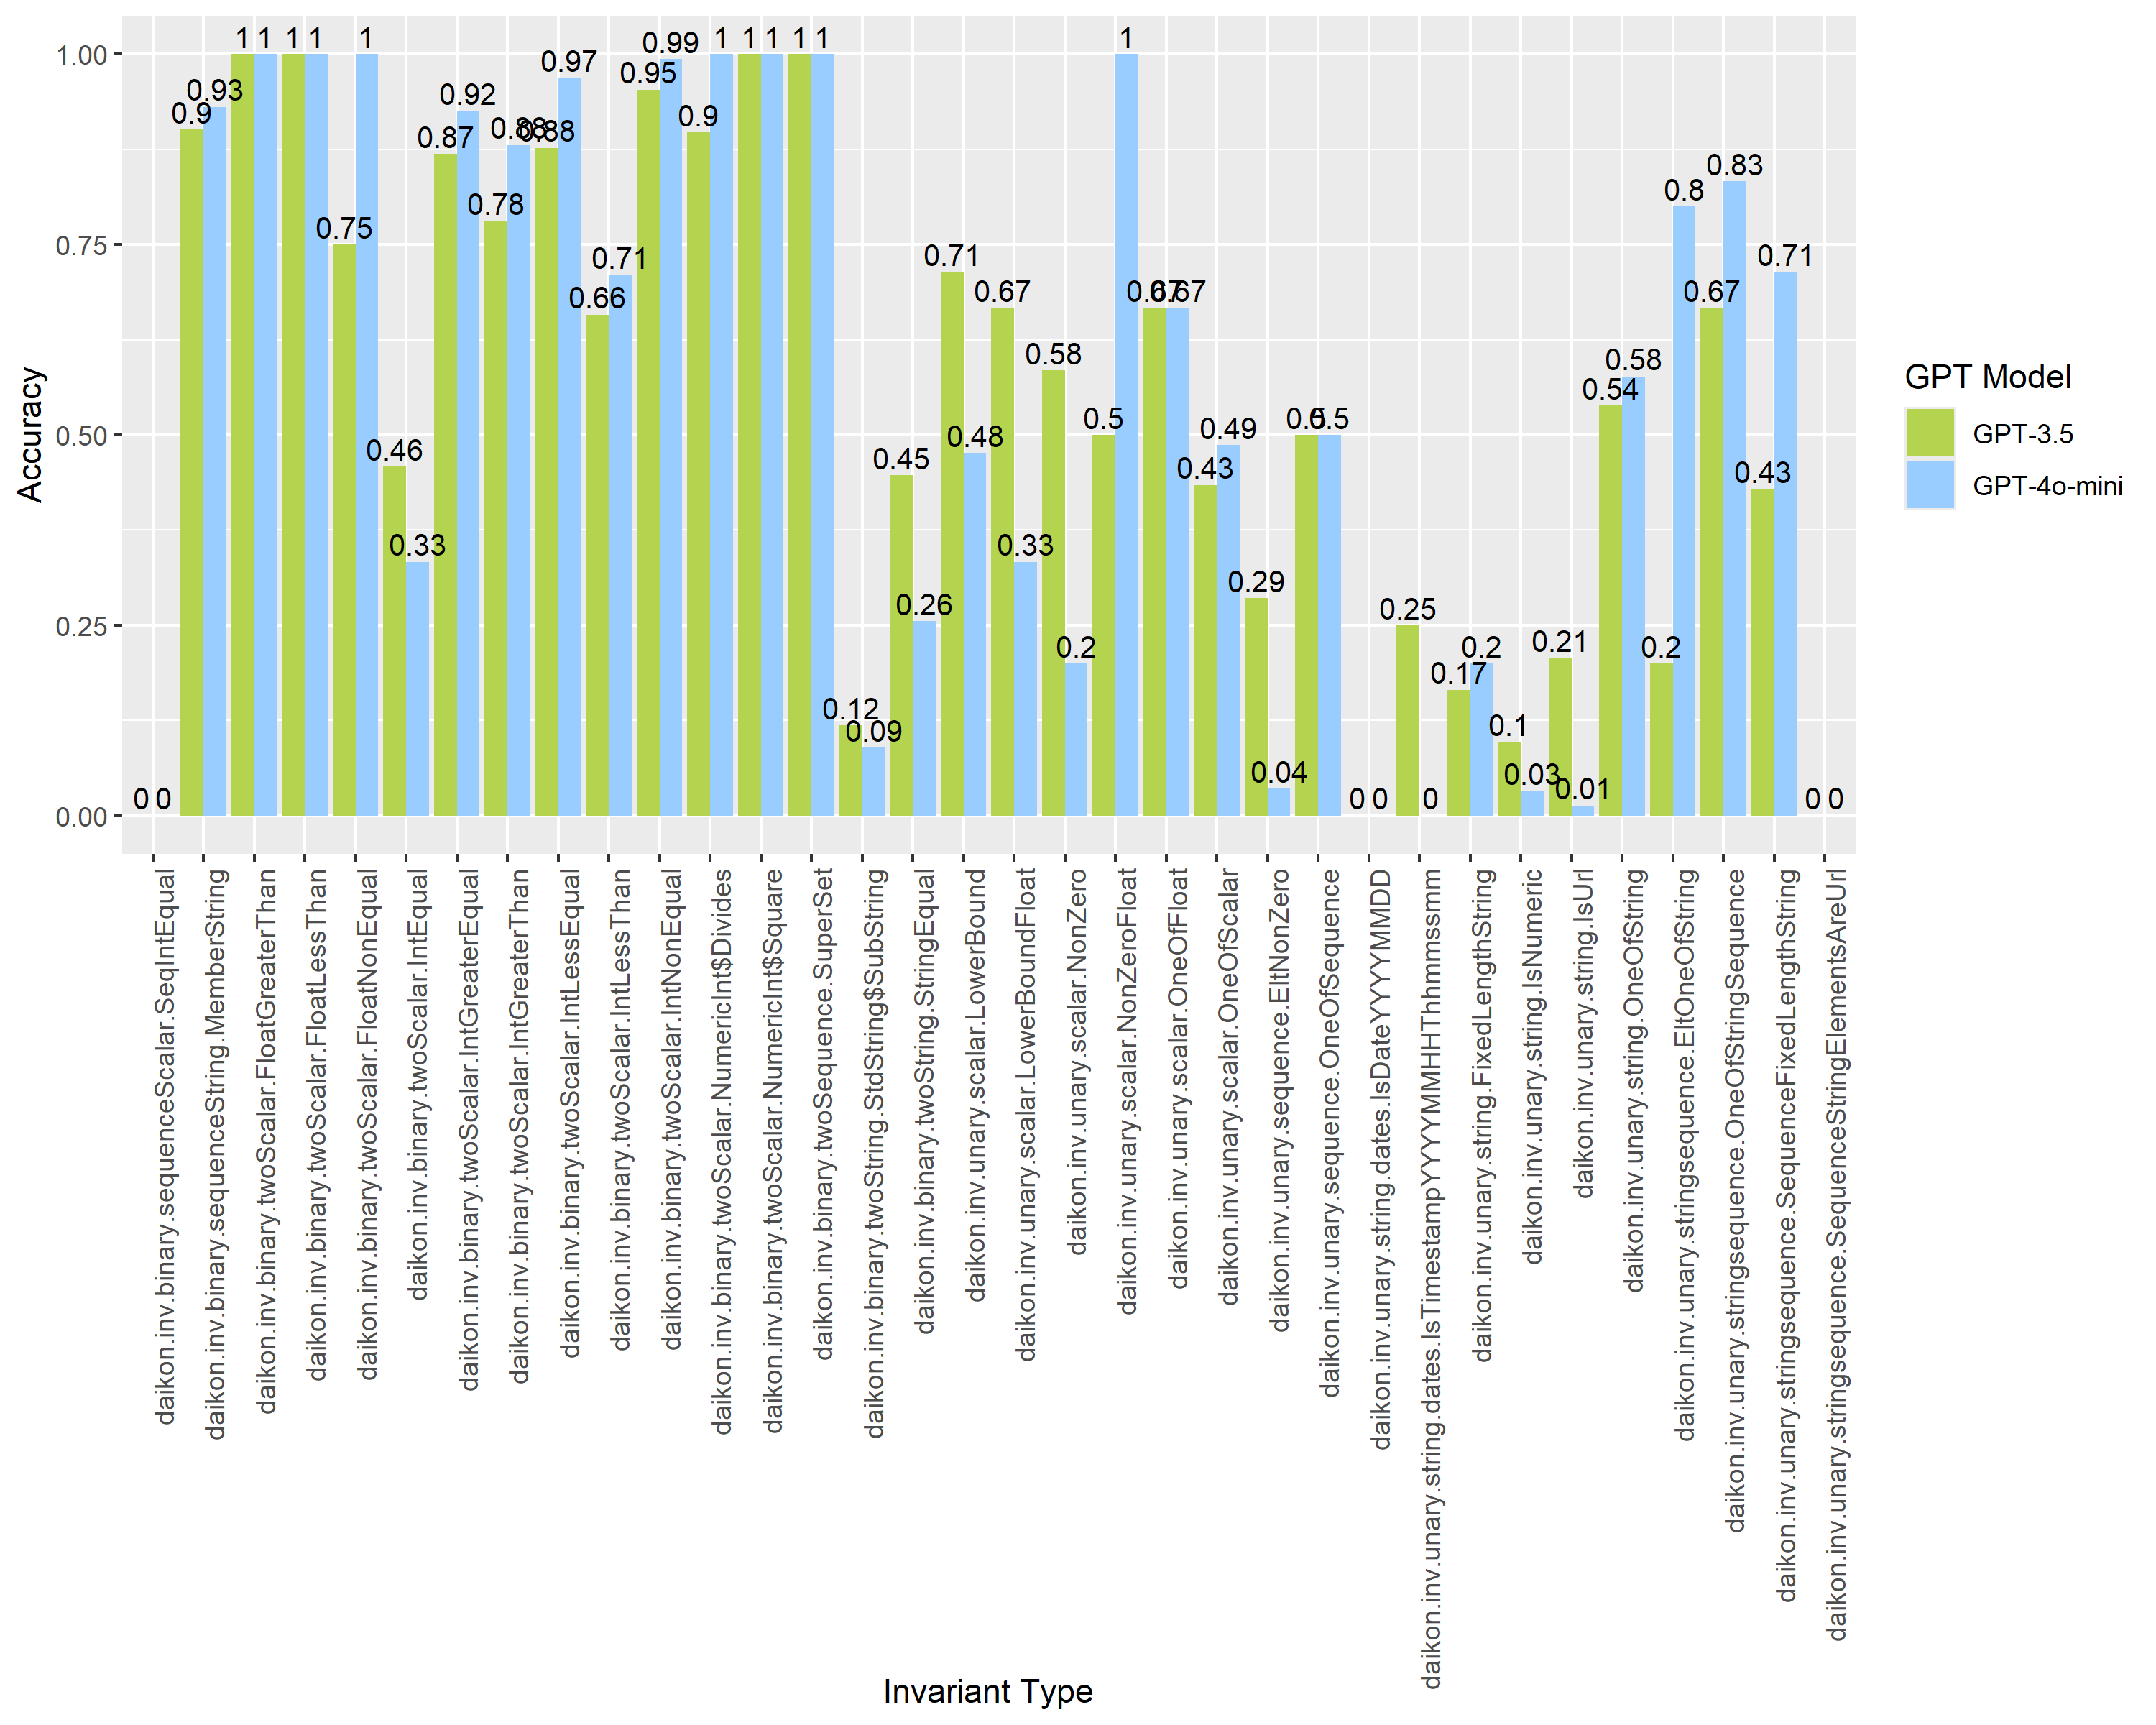 1 1 1 1 1 1 1 1 1 1 1
0.99
0.97
0.95
0.93
0.92
0.9
0.9
0.88
0.88
0.87
0.83
0.8
0.78
0.75
0.71
0.71
0.71
0.67
0.67
0.67
0.67
0.66
0.58
0.58
0.54
0.5
0.5
0.5
0.49
0.48
0.46
0.45
0.43
0.43
0.33
0.33
0.29
0.26
0.25
0.21
0.2
0.2
0.2
0.17
0.12
0.1
0.09
0.04
0.03
0.01
0 0 0 0 0 0 0
1.00
0.75
0.50
0.25
0.00
Accuracy
daikon.inv.binary.sequenceScalar.SeqIntEqual
daikon.inv.binary.sequenceString.MemberString
daikon.inv.binary.twoScalar.FloatGreaterThan
daikon.inv.binary.twoScalar.FloatLessThan
daikon.inv.binary.twoScalar.FloatNonEqual
daikon.inv.binary.twoScalar.IntEqual
daikon.inv.binary.twoScalar.IntGreaterEqual
daikon.inv.binary.twoScalar.IntGreaterThan
daikon.inv.binary.twoScalar.IntLessEqual
daikon.inv.binary.twoScalar.IntLessThan
daikon.inv.binary.twoScalar.IntNonEqual
daikon.inv.binary.twoScalar.NumericInt$Divides
daikon.inv.binary.twoScalar.NumericInt$Square
daikon.inv.binary.twoSequence.SuperSet
daikon.inv.binary.twoString.StdString$SubString
daikon.inv.binary.twoString.StringEqual
daikon.inv.unary.scalar.LowerBound
daikon.inv.unary.scalar.LowerBoundFloat
daikon.inv.unary.scalar.NonZero
daikon.inv.unary.scalar.NonZeroFloat
daikon.inv.unary.scalar.OneOfFloat
daikon.inv.unary.scalar.OneOfScalar
daikon.inv.unary.sequence.EltNonZero
daikon.inv.unary.sequence.OneOfSequence
daikon.inv.unary.string.dates.IsDateYYYYMMDD
daikon.inv.unary.string.dates.IsTimestampYYYYMMHHThhmmssmm
daikon.inv.unary.string.FixedLengthString
daikon.inv.unary.string.IsNumeric
daikon.inv.unary.string.IsUrl
daikon.inv.unary.string.OneOfString
daikon.inv.unary.stringsequence.EltOneOfString
daikon.inv.unary.stringsequence.OneOfStringSequence
daikon.inv.unary.stringsequence.SequenceFixedLengthString
daikon.inv.unary.stringsequence.SequenceStringElementsAreUrl
Invariant Type
GPT Model
GPT-3.5
GPT-4o-mini